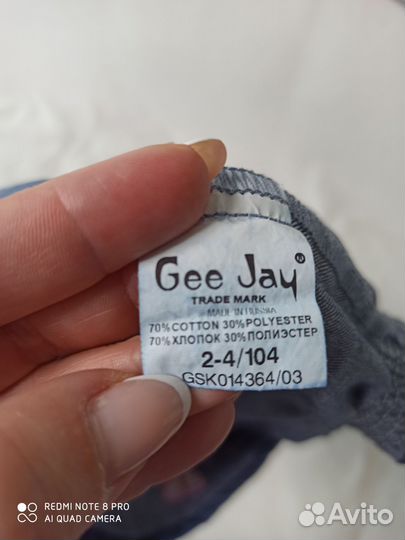 Gee Jay
TRADE MARK
MADE IN RUSSIA
70% COTTON 30% POLYESTER
70% ХЛОПОК 30% ПОЛИЭСТЕР
2-4/104
GSK014364/03
REDMI NOTE 8 PRO
AI QUAD CAMERA
Avito